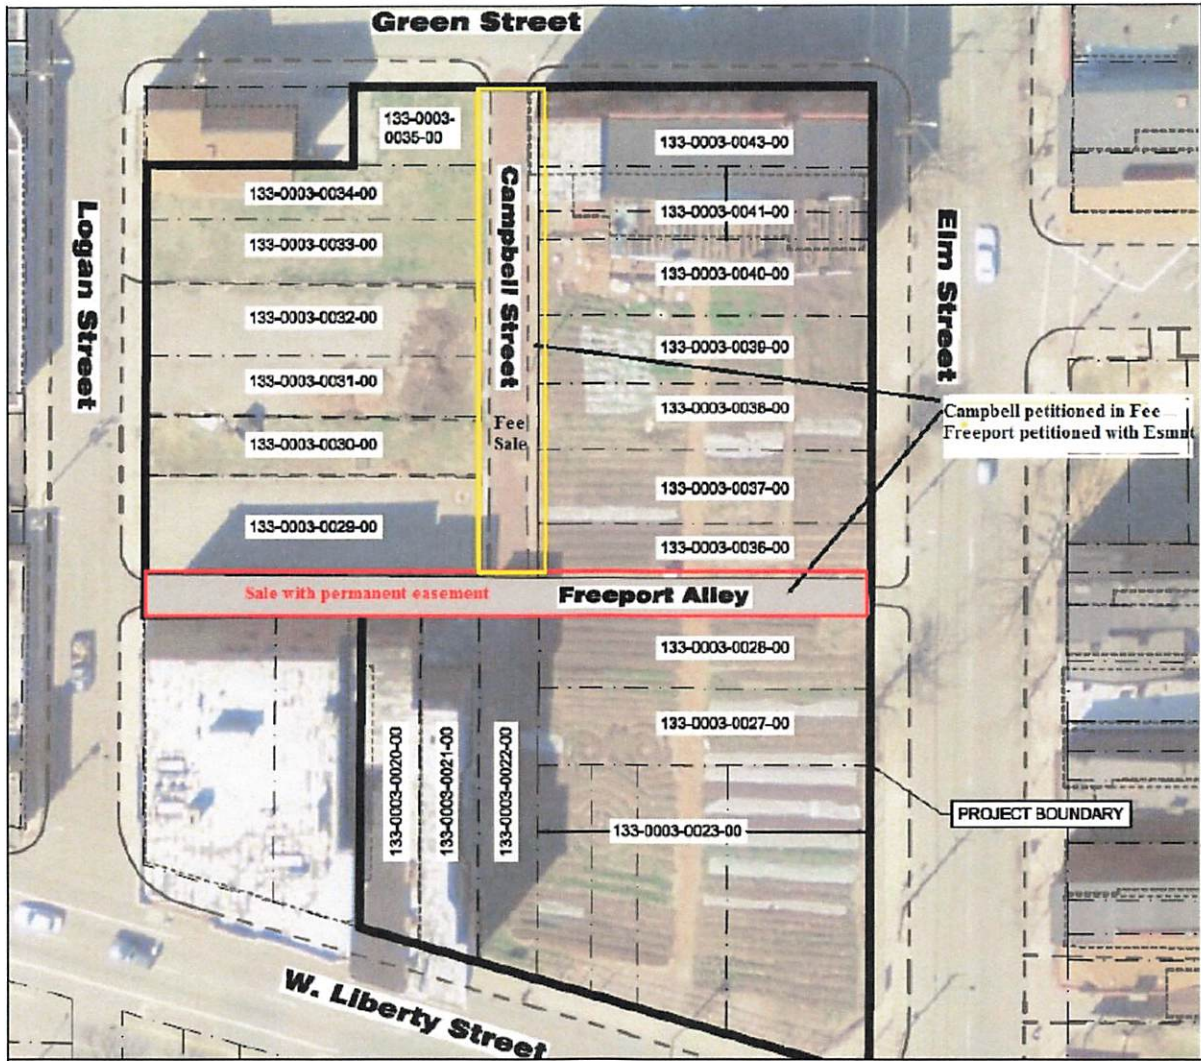 Green Street
133-0003-
0035-00
133-0003-0043-00
133-0003-0034-00
133-0003-0041-00
133-0003-0033-00
133-0003-0040-00
Logan Street
Campbell Street
Elm Street
133-0003-0032-00
133-0003-0039-00
133-0003-0031-00
133-0003-0038-00
Campbell petitioned in Fee
Freeport petitioned with Esmnt
Fee
Sale
133-0003-0030-00
133-0003-0037-00
133-0003-0029-00
133-0003-0036-00
Sale with permanent easement
Freeport Alley
133-0003-0028-00
133-0003-0027-00
133-0003-0020-00
133-0003-0021-00
133-0003-0022-00
133-0003-0023-00
PROJECT BOUNDARY
W. Liberty Street